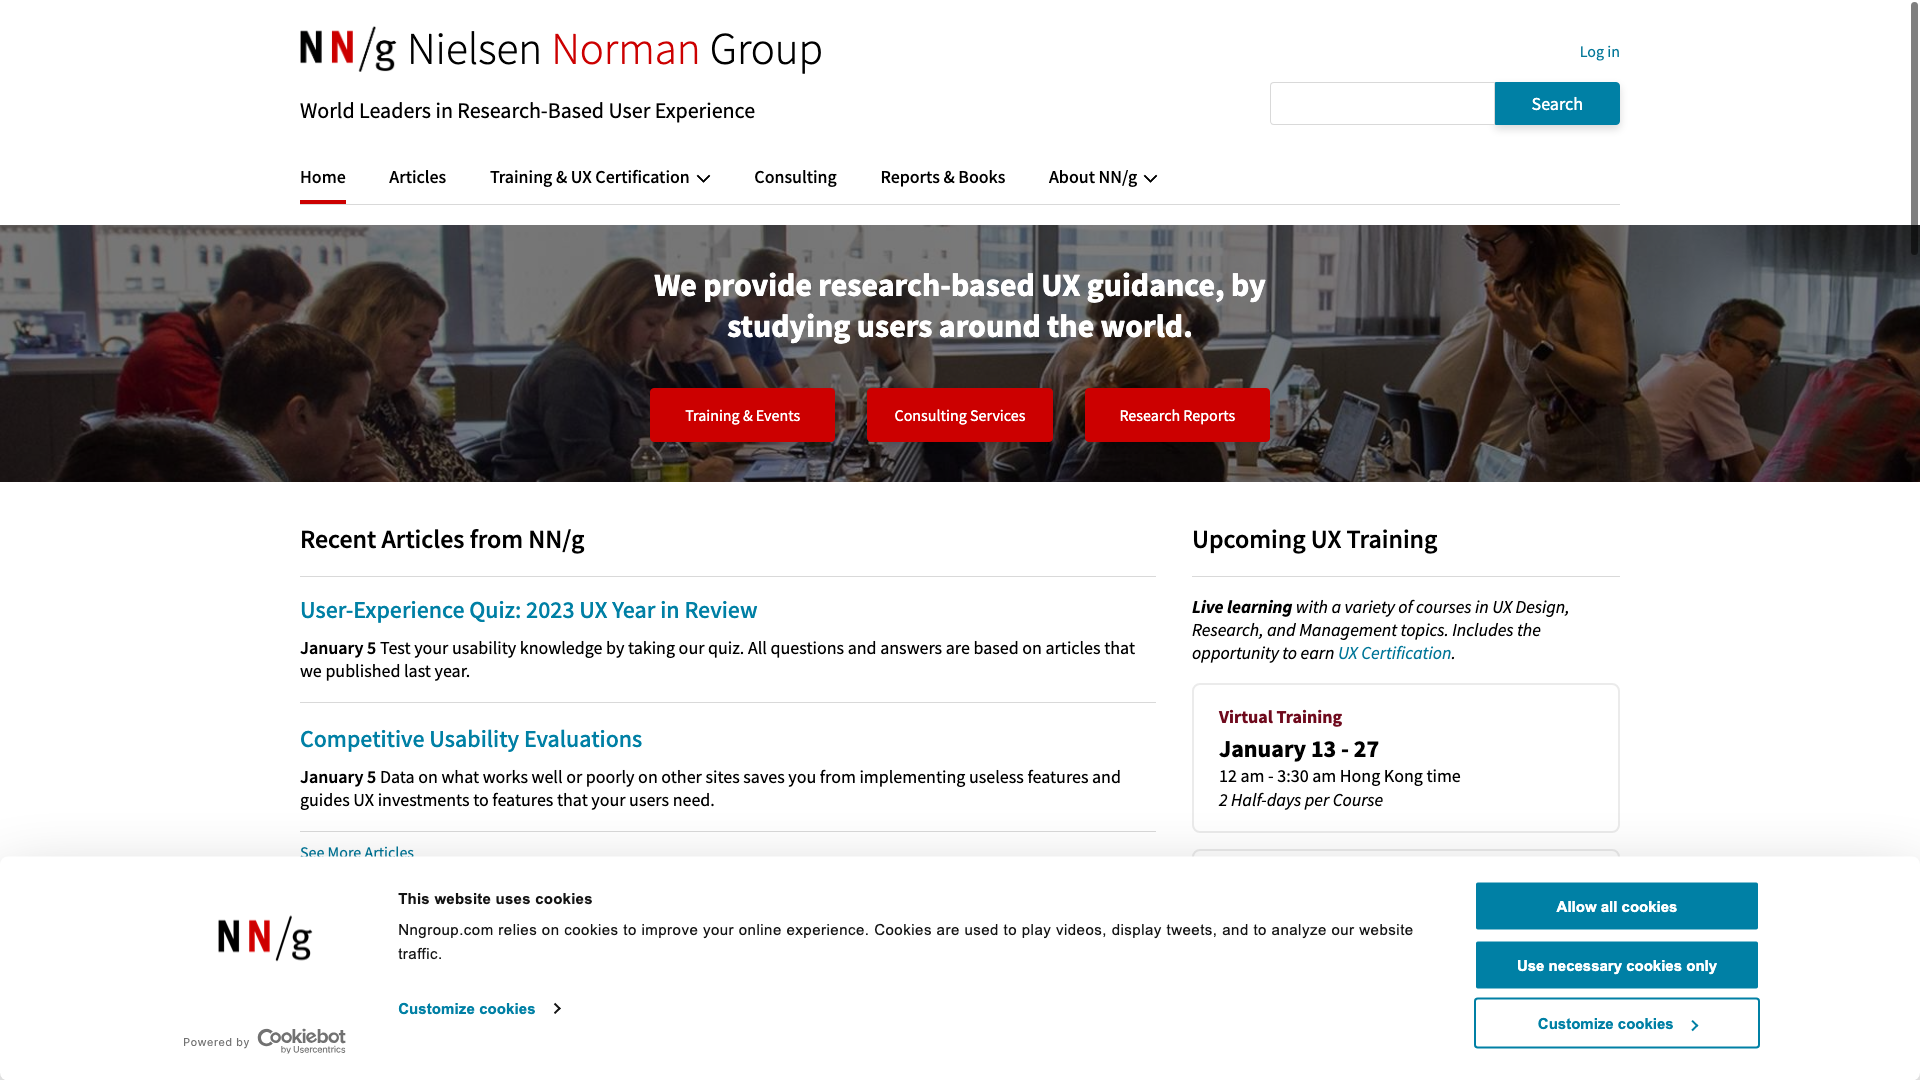 NN/g Nielsen Norman Group
Log in
World Leaders in Research-Based User Experience
Search
Home
Articles
Training & UX Certification
Consulting
Reports & Books
About NN/g
We provide research-based UX guidance, by
studying users around the world.
Training & Events
Consulting Services
Research Reports
Recent Articles from NN/g
User-Experience Quiz: 2023 UX Year in Review
January 5 Test your usability knowledge by taking our quiz. All questions and answers are based on articles that
we published last year.
Competitive Usability Evaluations
January 5 Data on what works well or poorly on other sites saves you from implementing useless features and
guides UX investments to features that your users need.
See More Articles
Upcoming UX Training
Live learning with a variety of courses in UX Design,
Research, and Management topics. Includes the
opportunity to earn UX Certification.
Virtual Training
January 13 - 27
12 am - 3:30 am Hong Kong time
2 Half-days per Course
NN/g
Powered by Cookiebot
by Usercentrics
This website uses cookies
Nngroup.com relies on cookies to improve your online experience. Cookies are used to play videos, display tweets, and to analyze our website
traffic.
Customize cookies
Allow all cookies
Use necessary cookies only
Customize cookies